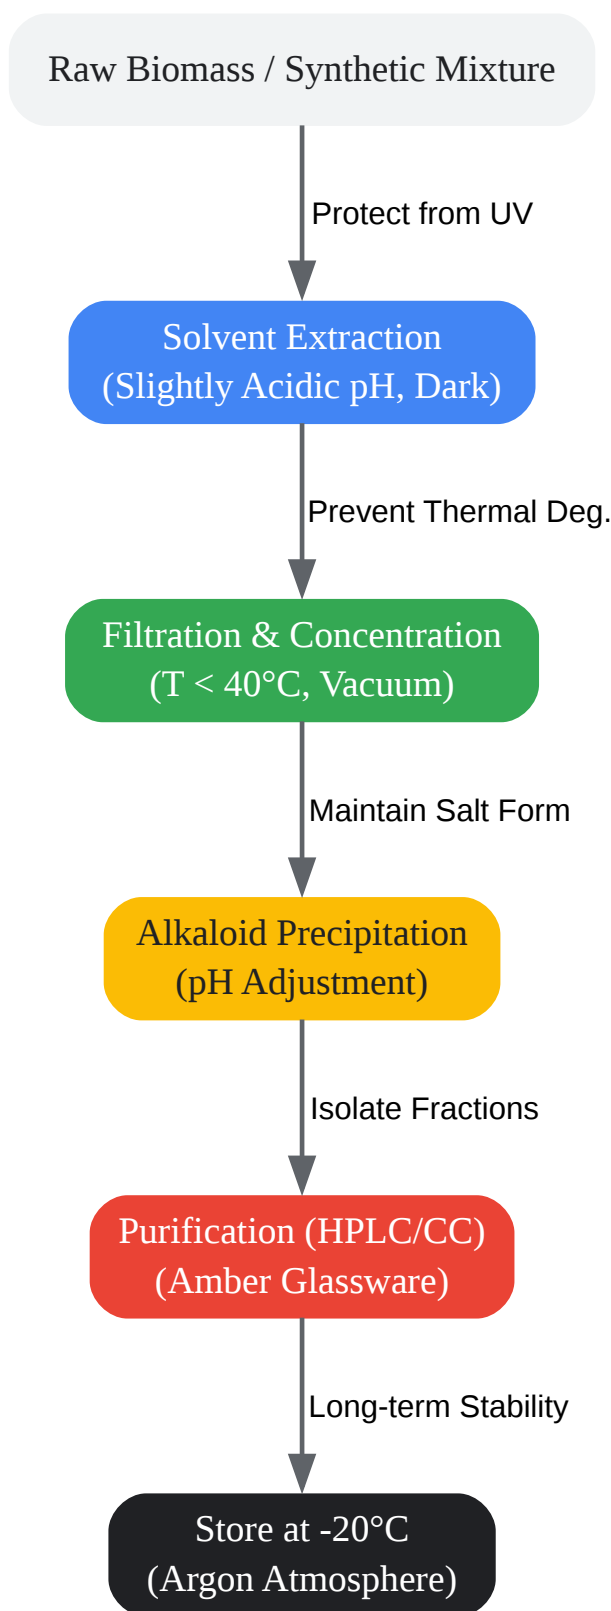 Raw Biomass / Synthetic Mixture
Protect from UV
Solvent Extraction
(Slightly Acidic pH, Dark)
Prevent Thermal Deg.
Filtration & Concentration
(T < 40°C, Vacuum)
Maintain Salt Form
Alkaloid Precipitation
(pH Adjustment)
Isolate Fractions
Purification (HPLC/CC)
(Amber Glassware)
Long-term Stability
Store at -20°C
(Argon Atmosphere)